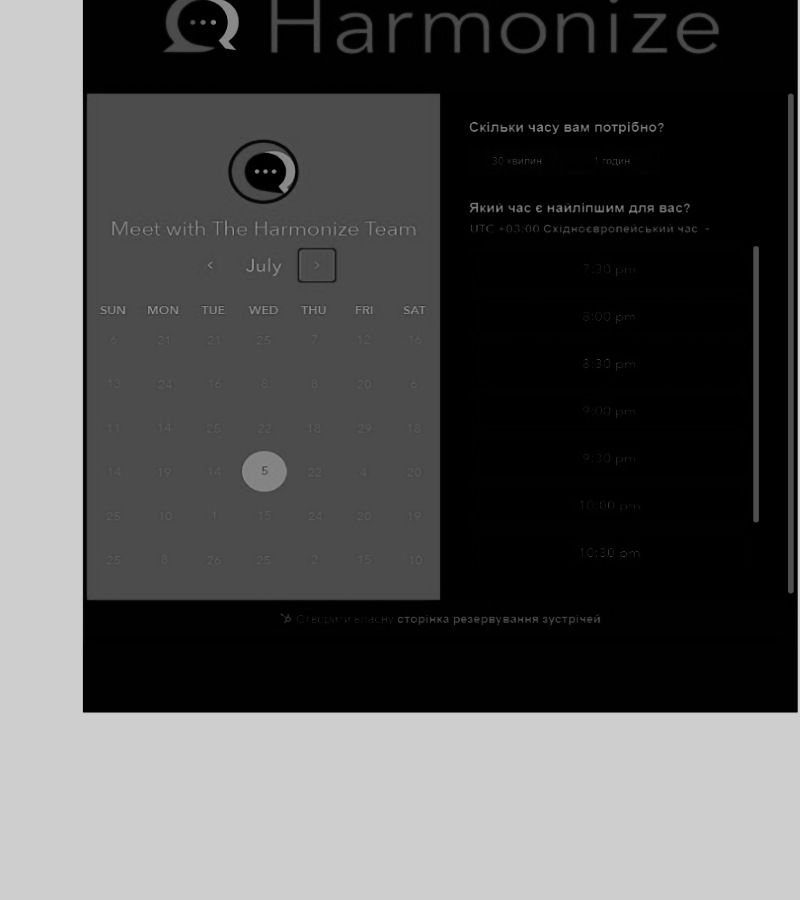 Harmonize
Meet with The Harmonize Team
July
SUN MON TUE WED THU FRI SAT
6 21 21 25 7 12 16
13 24 16 8 8 20 6
11 14 25 22 18 29 18
14 19 14 5 22 4 20
25 10 1 15 24 20 19
25 8 26 25 2 15 10
Скільки часу вам потрібно?
30 хвилин 1 годин
Який час є найліпшим для вас?
UTC +03:00 Східноєвропейський час
7:30 pm
8:00 pm
8:30 pm
9:00 pm
9:30 pm
10:00 pm
10:30 pm
Створити власну сторінка резервування зустрічей